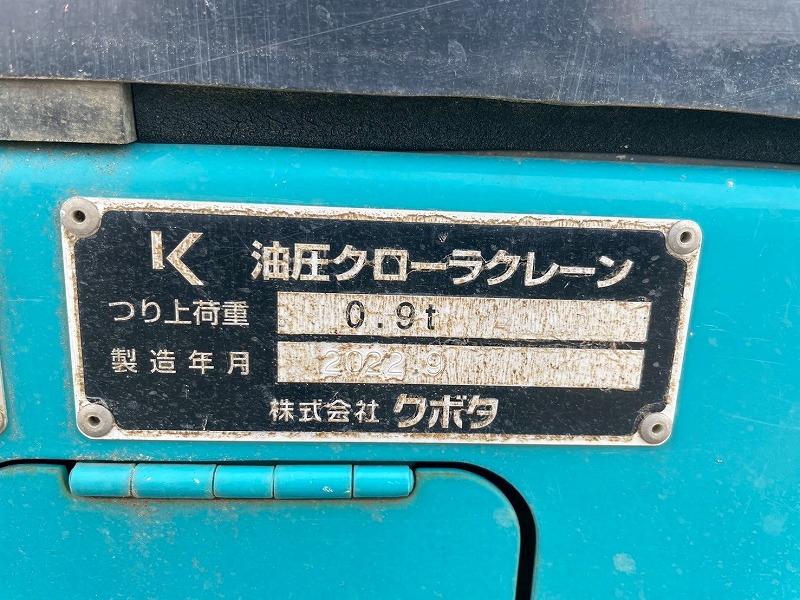 K 油圧クローラクレーン
つり上荷重 0.9t
製造年月 2022.9
株式会社 クボタ